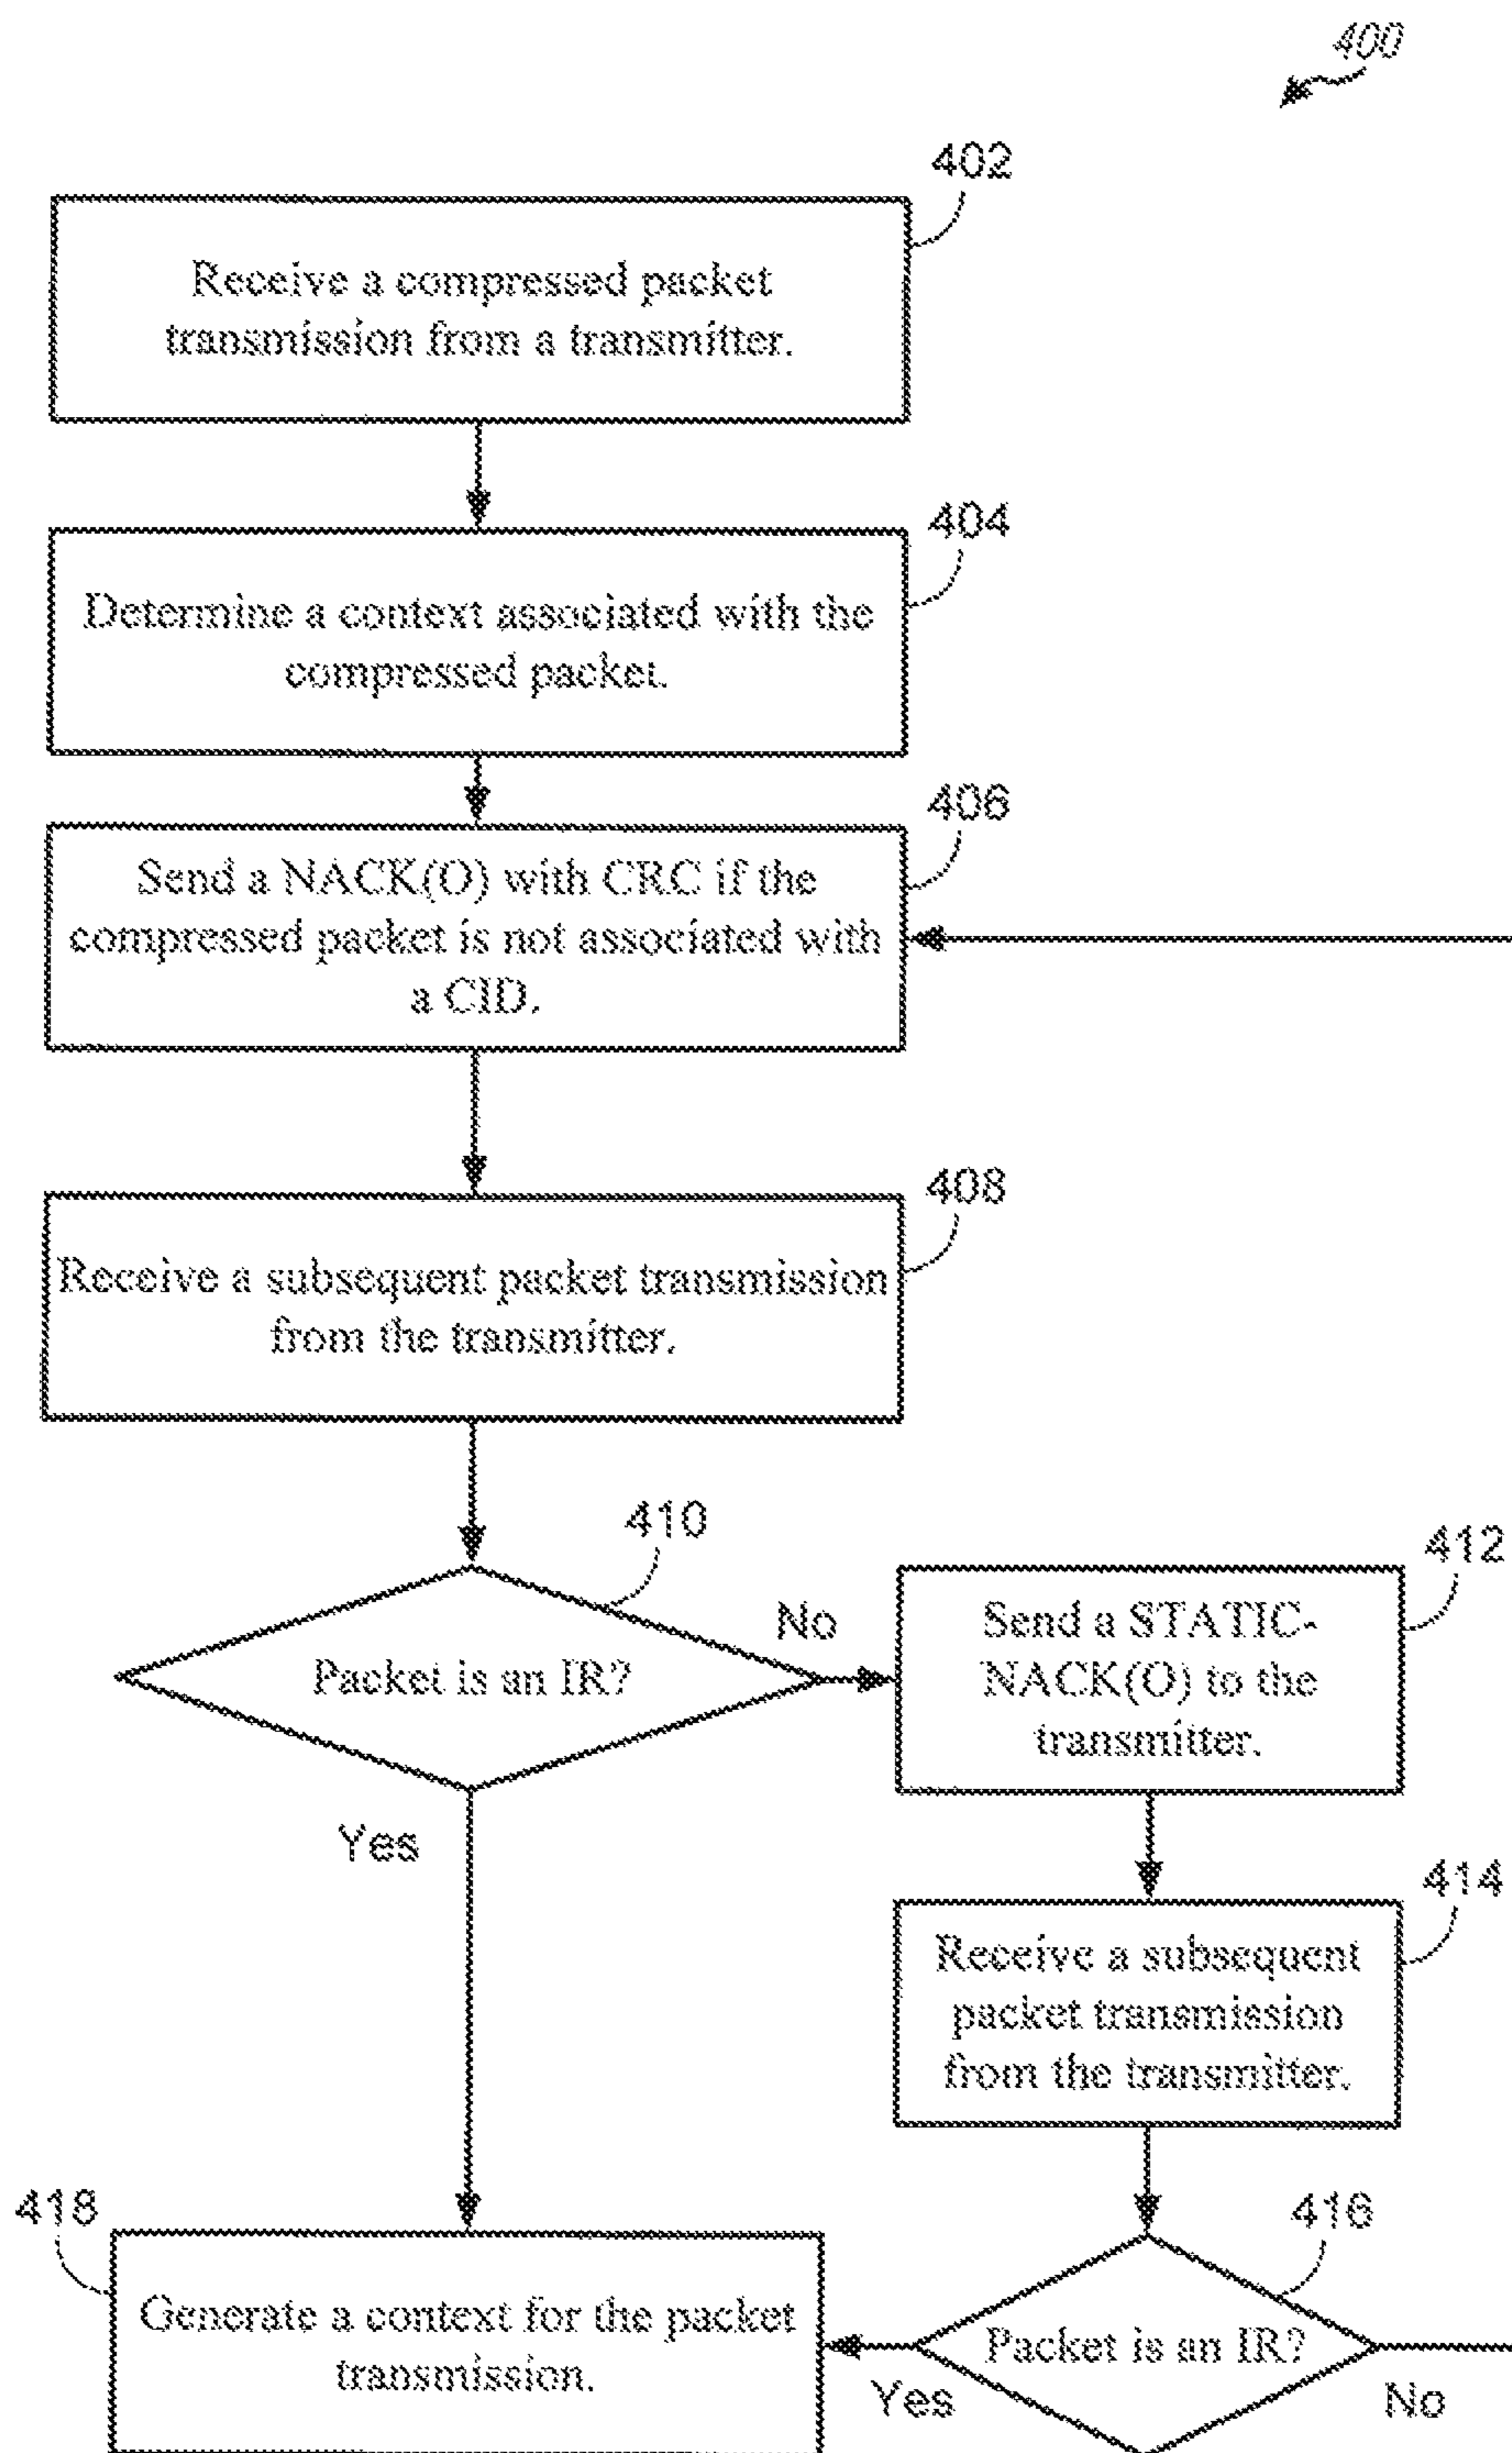 400
402
Receive a compressed packet
transmission from a transmitter.
404
Determine a context associated with the
compressed packet.
406
Send a NACK(O) with CRC if the
compressed packet is not associated with
a CID.
408
Receive a subsequent packet transmission
from the transmitter.
410
Packet is an IR?
No
Yes
412
Send a STATIC-
NACK(O) to the
transmitter.
414
Receive a subsequent
packet transmission
from the transmitter.
416
Packet is an IR?
Yes
No
418
Generate a context for the packet
transmission.